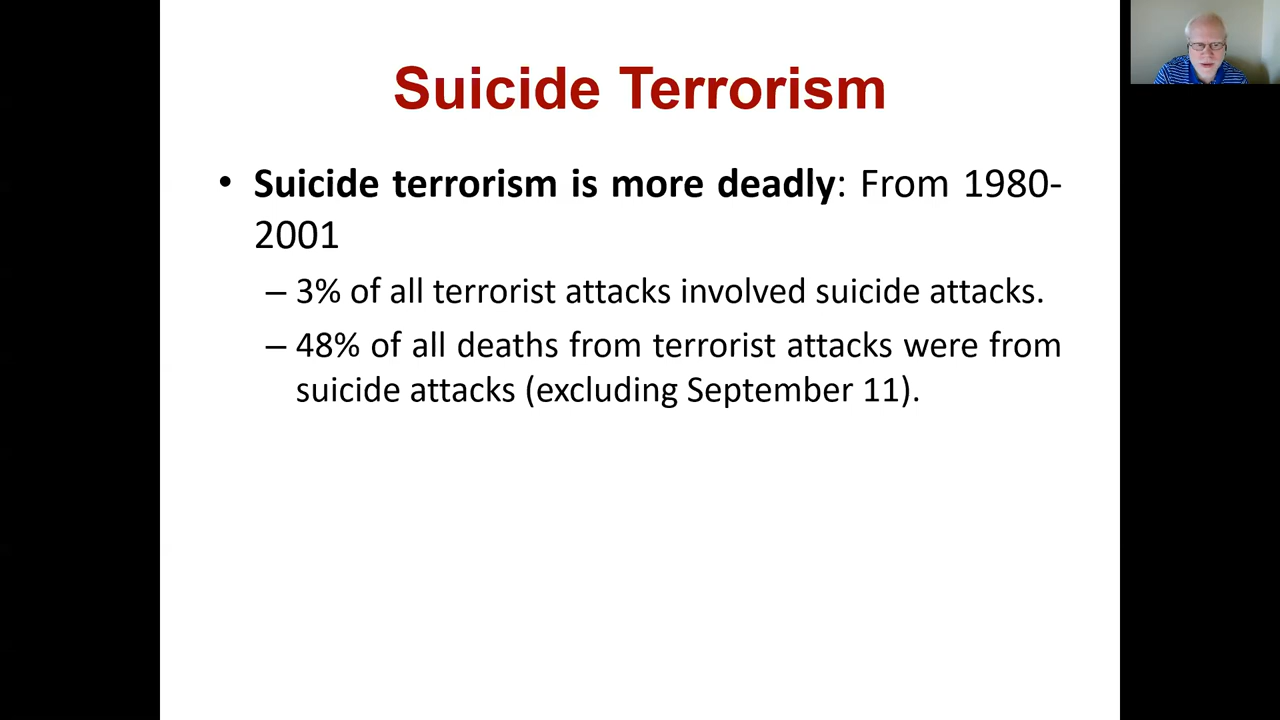 Suicide Terrorism
• Suicide terrorism is more deadly: From 1980-
2001
– 3% of all terrorist attacks involved suicide attacks.
– 48% of all deaths from terrorist attacks were from
suicide attacks (excluding September 11).